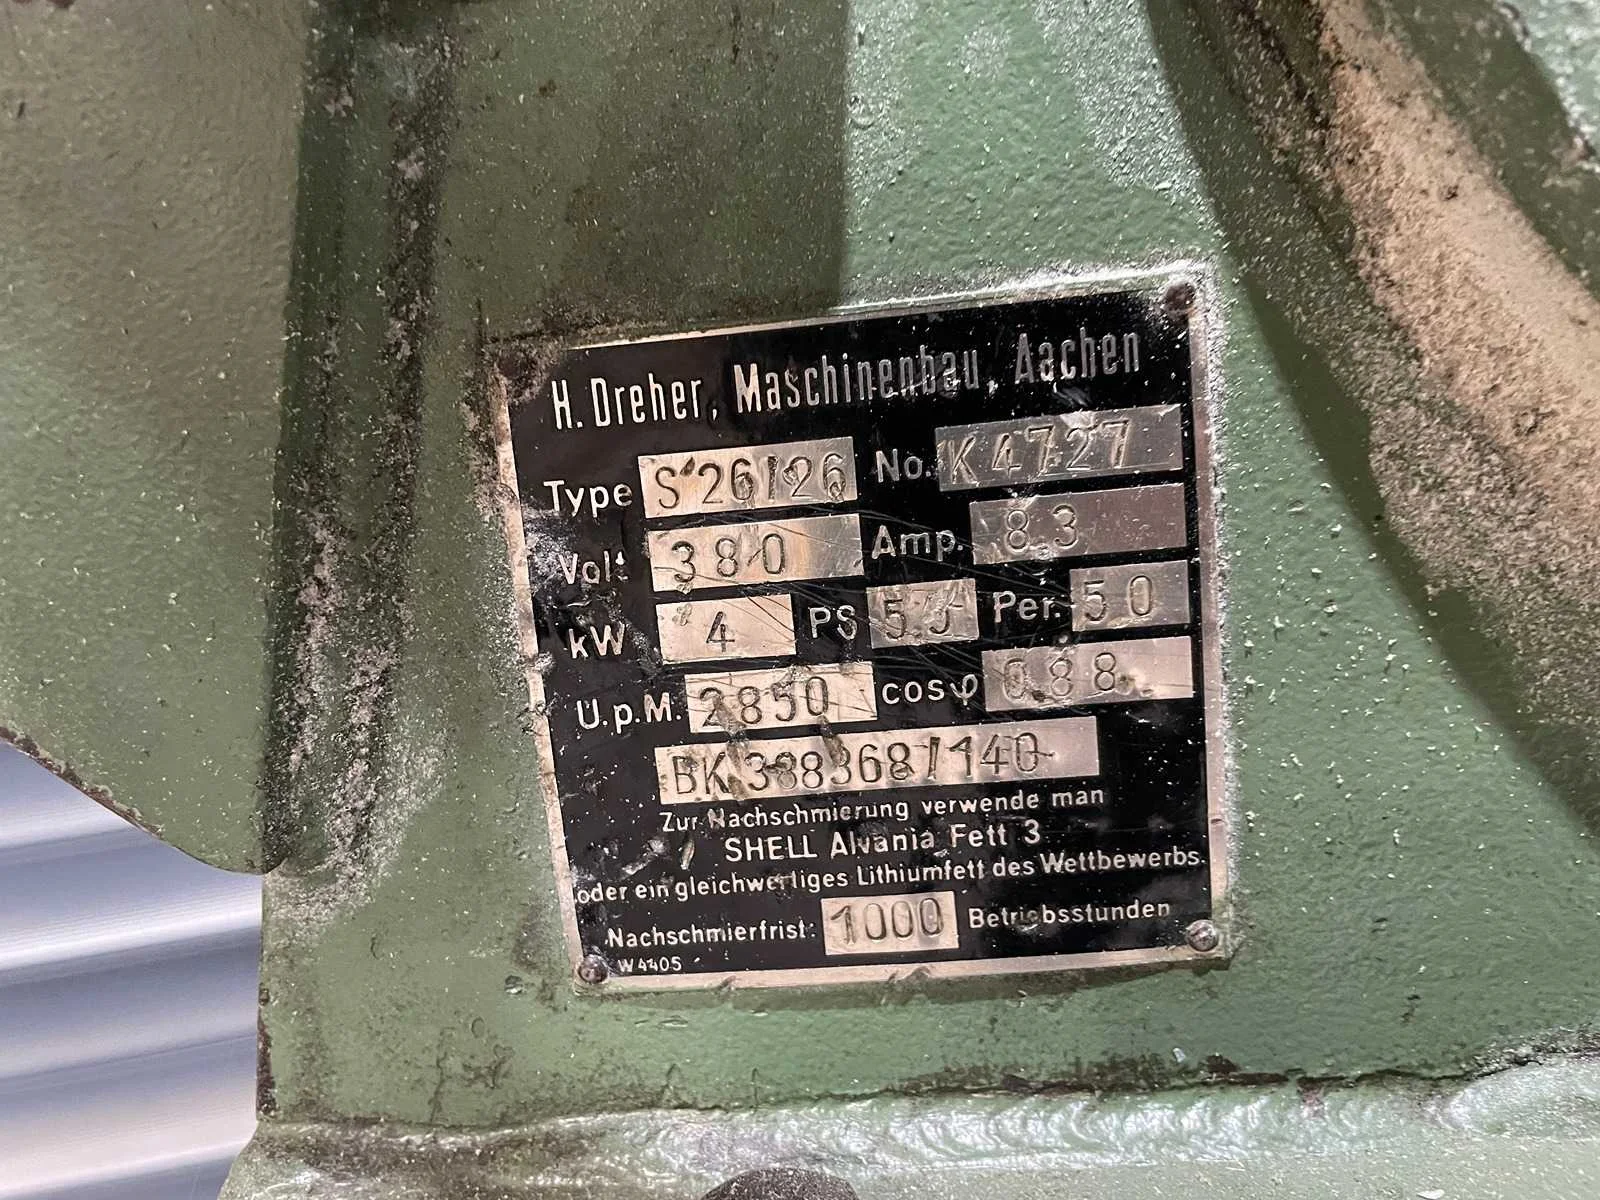 H. Dreher, Maschinenbau, Aachen
Type S 26/26 No. K 4727
Volt 380 Amp. 8.3
kW 4 PS 5,5 Per. 50
U.p.M. 2850 cos φ 0.88
BK 388368/140
Zur Nachschmierung verwende man
SHELL Alvania Fett 3
oder ein gleichwertiges Lithiumfett des Wettbewerbs.
Nachschmierfrist: 1000 Betriebsstunden
W4405